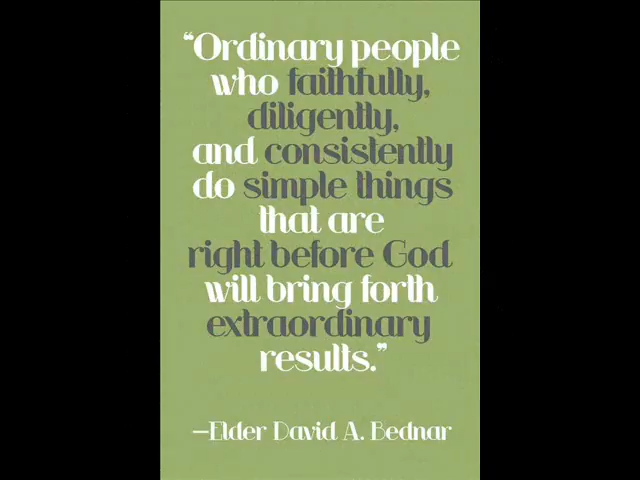 “Ordinary people
who faithfully,
diligently,
and consistently
do simple things
that are
right before God
will bring forth
extraordinary
results.”
—Elder David A. Bednar